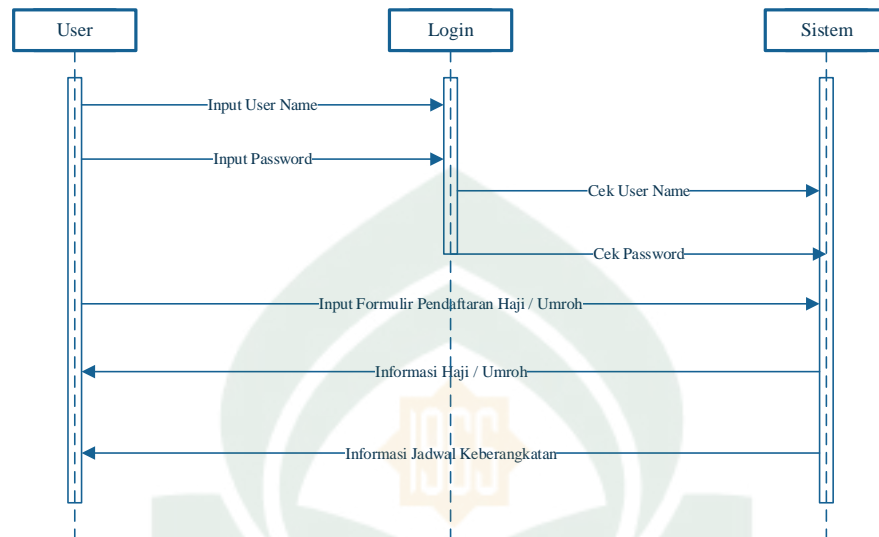 User
Login
Sistem
Input User Name
Input Password
Cek User Name
Cek Password
Input Formulir Pendaftaran Haji / Umroh
Informasi Haji / Umroh
Informasi Jadwal Keberangkatan